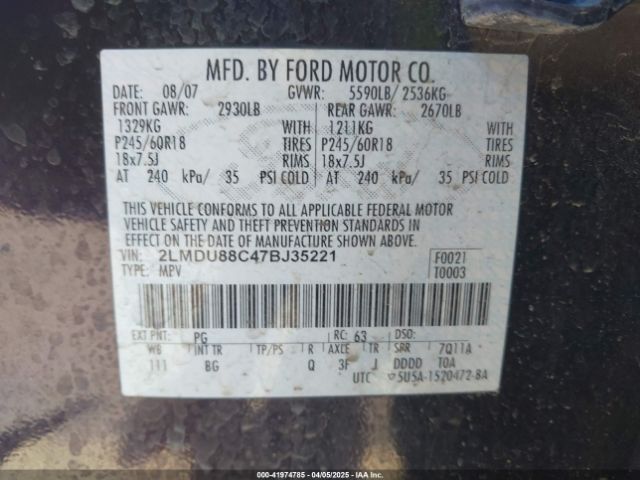 MFD. BY FORD MOTOR CO.
DATE: 08/07 GVWR: 5590LB/ 2536KG
FRONT GAWR: 2930LB REAR GAWR: 2670LB
1329KG WITH 1211KG WITH
P245/60R18 TIRES P245/60R18 TIRES
18x7.5J RIMS 18x7.5J RIMS
AT 240 kPa/ 35 PSI COLD AT 240 kPa/ 35 PSI COLD
THIS VEHICLE CONFORMS TO ALL APPLICABLE FEDERAL MOTOR
VEHICLE SAFETY AND THEFT PREVENTION STANDARDS IN
EFFECT ON THE DATE OF MANUFACTURE SHOWN ABOVE.
VIN: 2LMDU88C47BJ35221 F0021
TYPE: MPV T0003
EXT PNT: PG RC: 63 DSO:
WB INT TR TP/PS R AXLE TR SPR 7Q11A
111 BG Q 3F J DDDD TOA
UTC 5U5A-1520472-BA
000-41974785 - 04/05/2025 - IAA, Inc.